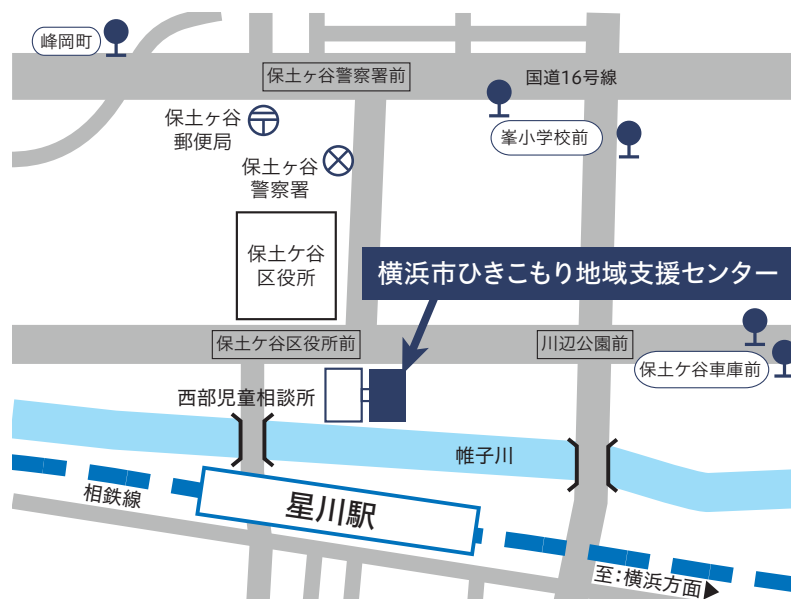 峰岡町
保土ヶ谷警察署前
国道16号線
保土ヶ谷
郵便局
峯小学校前
保土ヶ谷
警察署
保土ケ谷
区役所
横浜市ひきこもり地域支援センター
保土ケ谷区役所前
川辺公園前
保土ケ谷車庫前
西部児童相談所
帷子川
相鉄線
星川駅
至：横浜方面▶